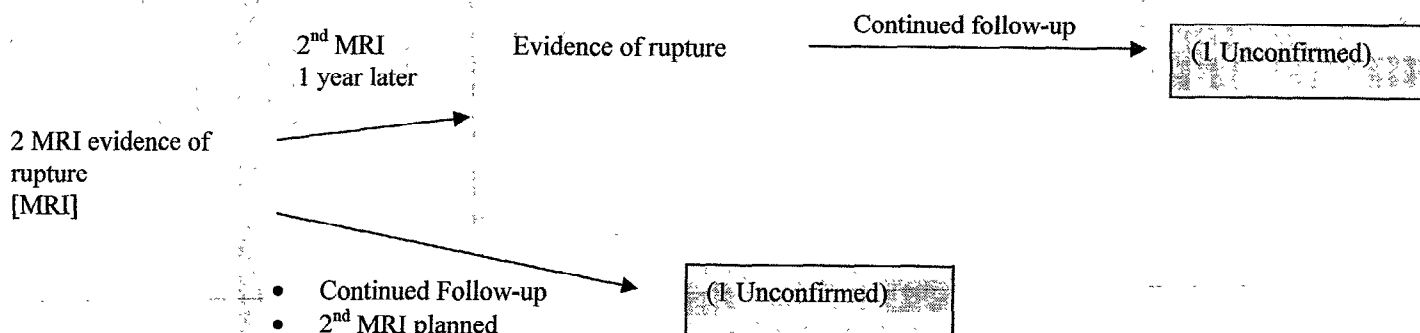 2 MRI evidence of
rupture
[MRI]
2nd MRI
1 year later
Evidence of rupture
Continued follow-up
(1 Unconfirmed)
• Continued Follow-up
• 2nd MRI planned
(1 Unconfirmed)